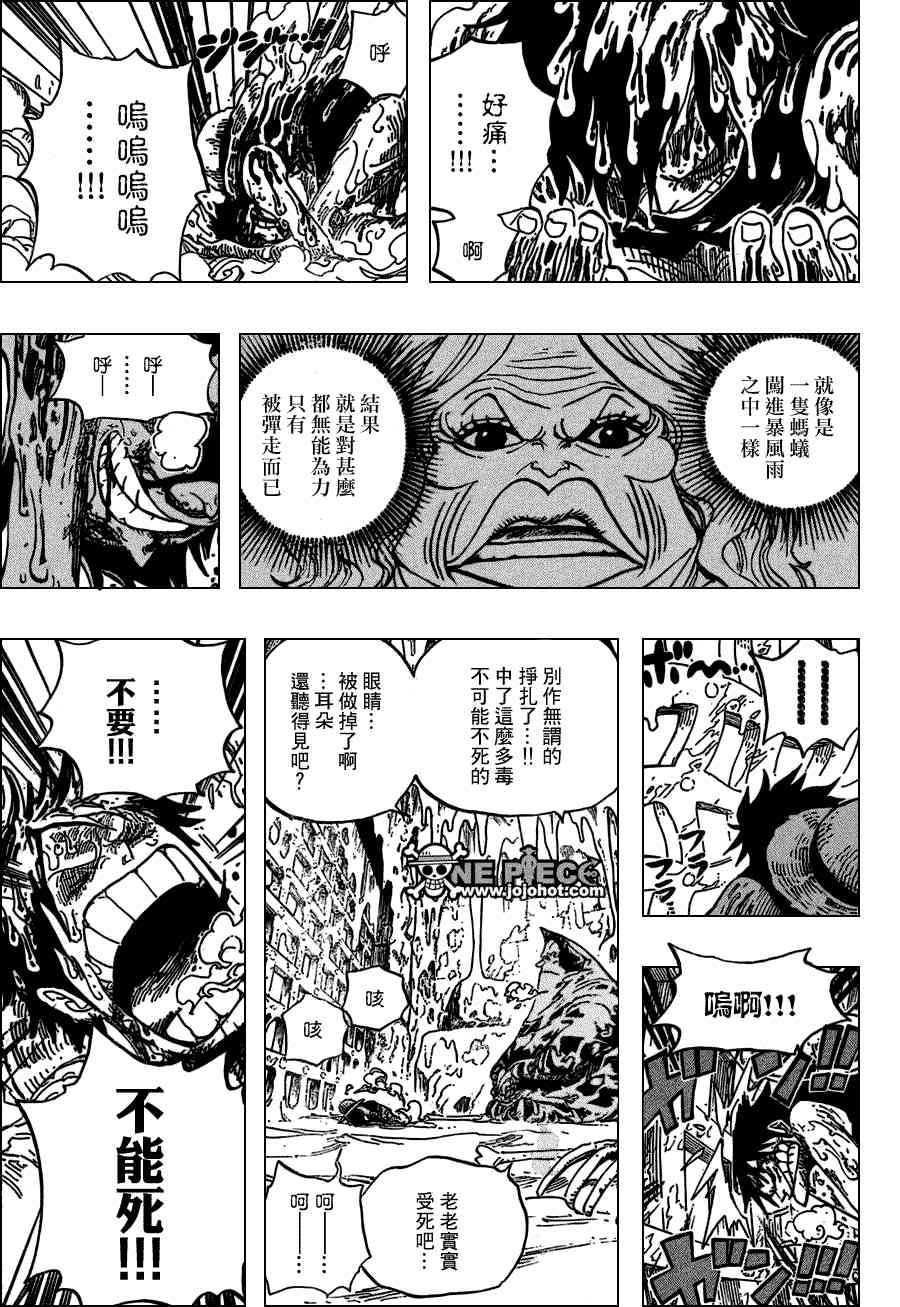 好痛…
……!!!
啊
呼
嗚嗚嗚嗚
……!!!
就像是
一隻螞蟻
闖進暴風雨
之中一樣
結果
就是對甚麼
都無能為力
只有
被彈走而已
呼—
……
呼—
…………
嗚啊!!!
別作無謂的
掙扎了…!!
中了這麼多毒
不可能不死的
眼睛…
被做掉了啊
…耳朵
還聽得見吧?
ONE PIECE
www.jojohot.com
咳
咳
老老實實
受死吧…
呵—……
呵—
……
不要!!!
不能死!!!